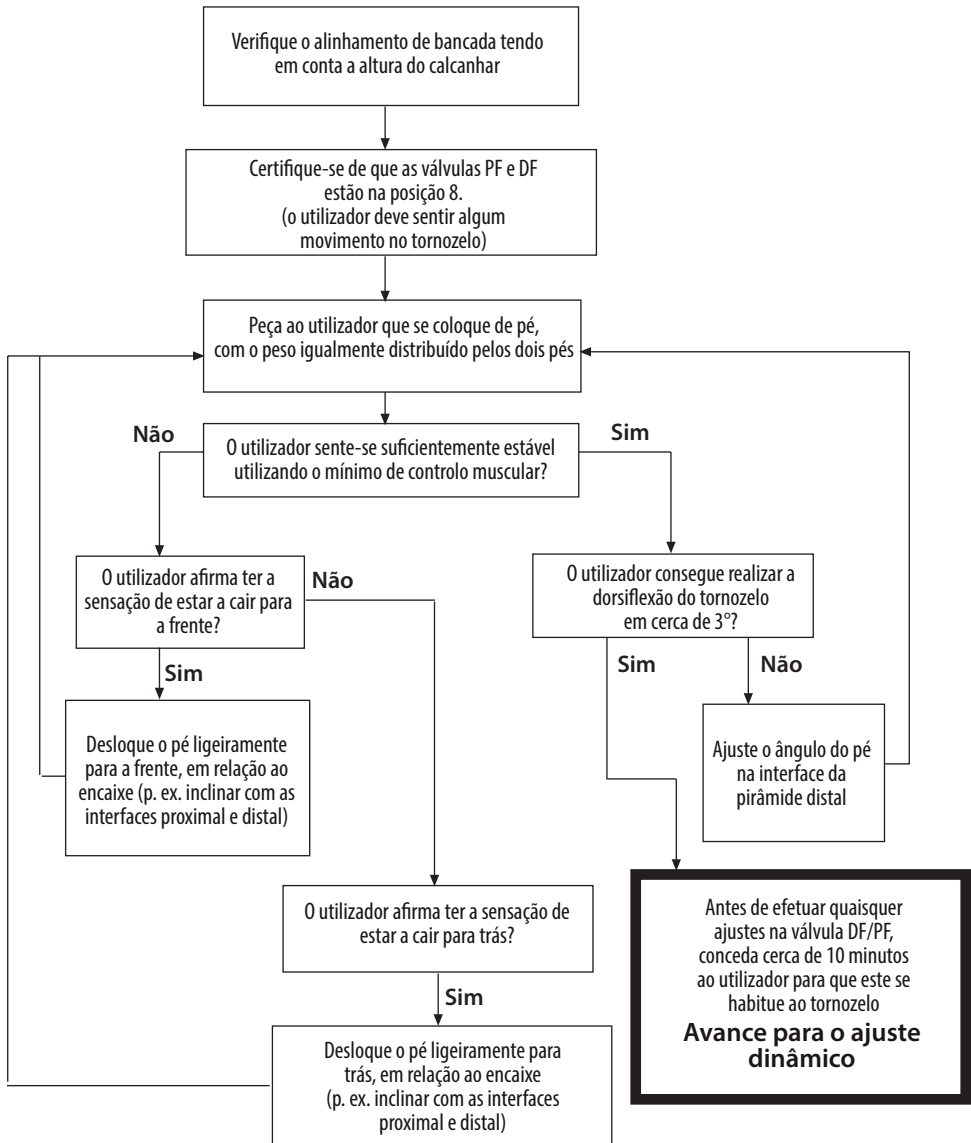 Verifique o alinhamento de bancada tendo
em conta a altura do calcanhar
Certifique-se de que as válvulas PF e DF
estão na posição 8.
(o utilizador deve sentir algum
movimento no tornozelo)
Peça ao utilizador que se coloque de pé,
com o peso igualmente distribuído pelos dois pés
Não
Sim
O utilizador sente-se suficientemente estável
utilizando o mínimo de controlo muscular?
O utilizador afirma ter a
sensação de estar a cair para
a frente?
Não
O utilizador consegue realizar a
dorsiflexão do tornozelo
em cerca de 3°?
Sim
Sim
Não
Desloque o pé ligeiramente
para a frente, em relação ao
encaixe (p. ex. inclinar com as
interfaces proximal e distal)
Ajuste o ângulo do pé
na interface da
pirâmide distal
O utilizador afirma ter a sensação de
estar a cair para trás?
Sim
Antes de efetuar quaisquer
ajustes na válvula DF/PF,
conceda cerca de 10 minutos
ao utilizador para que este se
habitue ao tornozelo
Avance para o ajuste
dinâmico
Desloque o pé ligeiramente para
trás, em relação ao encaixe
(p. ex. inclinar com as interfaces
proximal e distal)